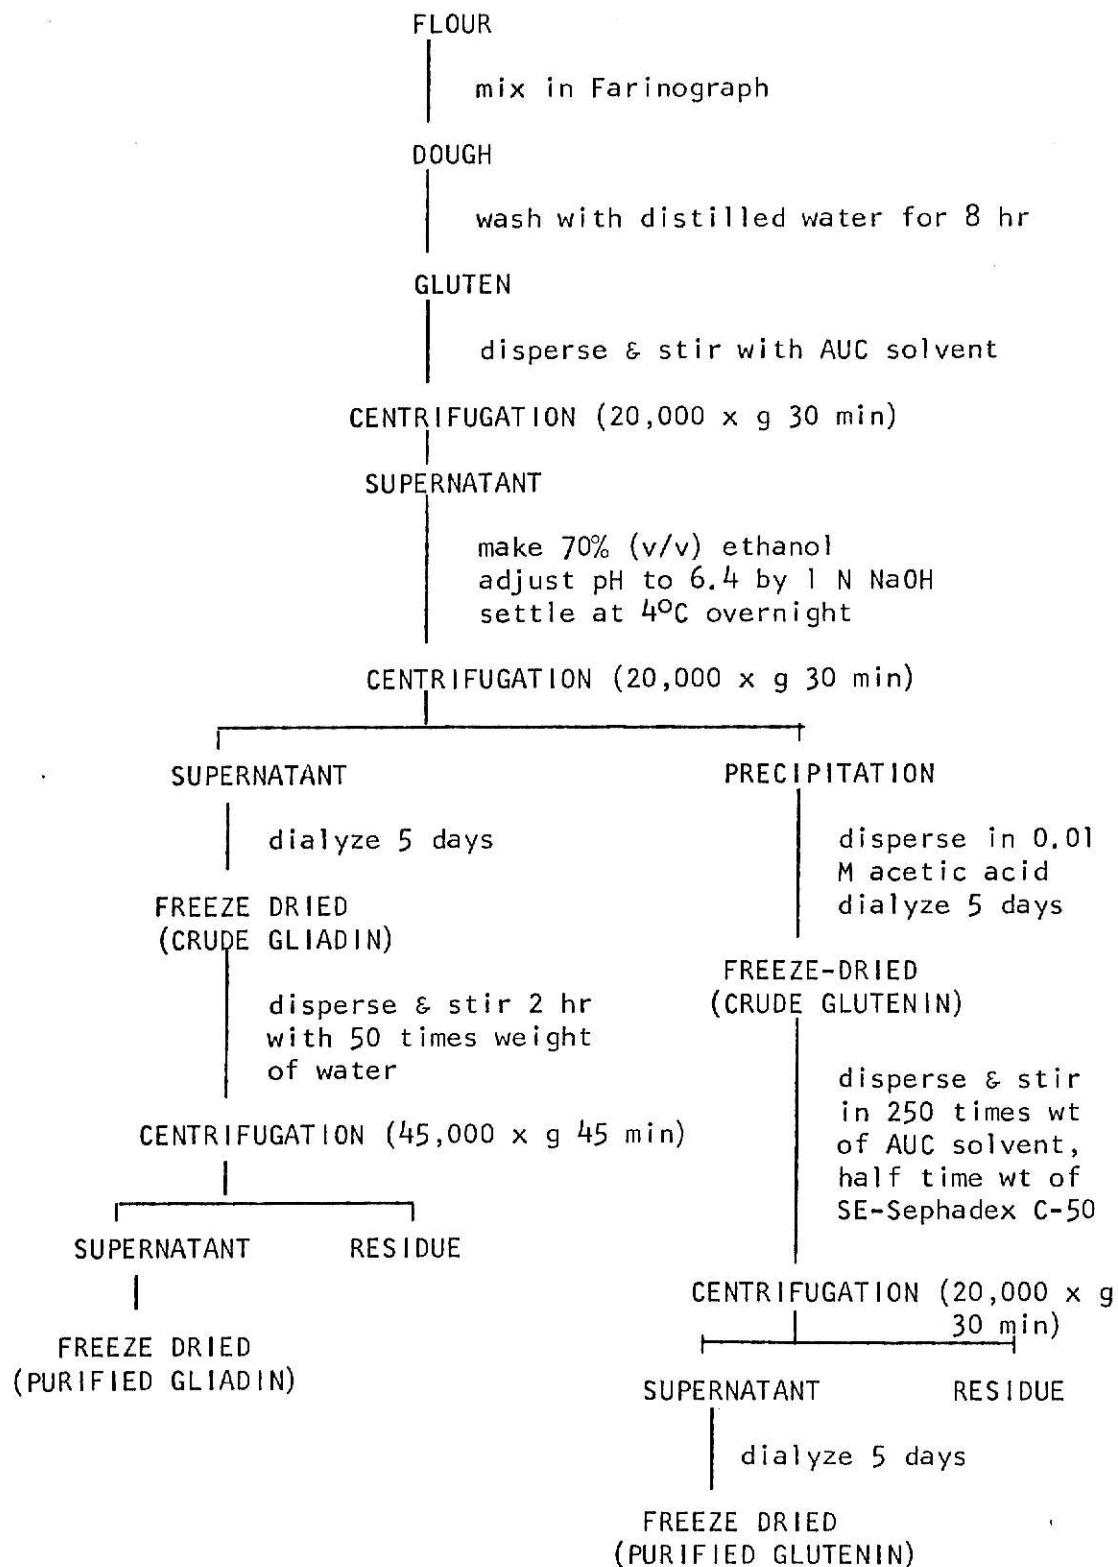 FLOUR
mix in Farinograph
DOUGH
wash with distilled water for 8 hr
GLUTEN
disperse & stir with AUC solvent
CENTRIFUGATION (20,000 x g 30 min)
SUPERNATANT
make 70% (v/v) ethanol
adjust pH to 6.4 by 1 N NaOH
settle at 4°C overnight
CENTRIFUGATION (20,000 x g 30 min)
SUPERNATANT
dialyze 5 days
FREEZE DRIED
(CRUDE GLIADIN)
disperse & stir 2 hr
with 50 times weight
of water
CENTRIFUGATION (45,000 x g 45 min)
SUPERNATANT RESIDUE
FREEZE DRIED
(PURIFIED GLIADIN)
PRECIPITATION
disperse in 0.01
M acetic acid
dialyze 5 days
FREEZE-DRIED
(CRUDE GLUTENIN)
disperse & stir
in 250 times wt
of AUC solvent,
half time wt of
SE-Sephadex C-50
CENTRIFUGATION (20,000 x g
30 min)
SUPERNATANT RESIDUE
dialyze 5 days
FREEZE DRIED
(PURIFIED GLUTENIN)